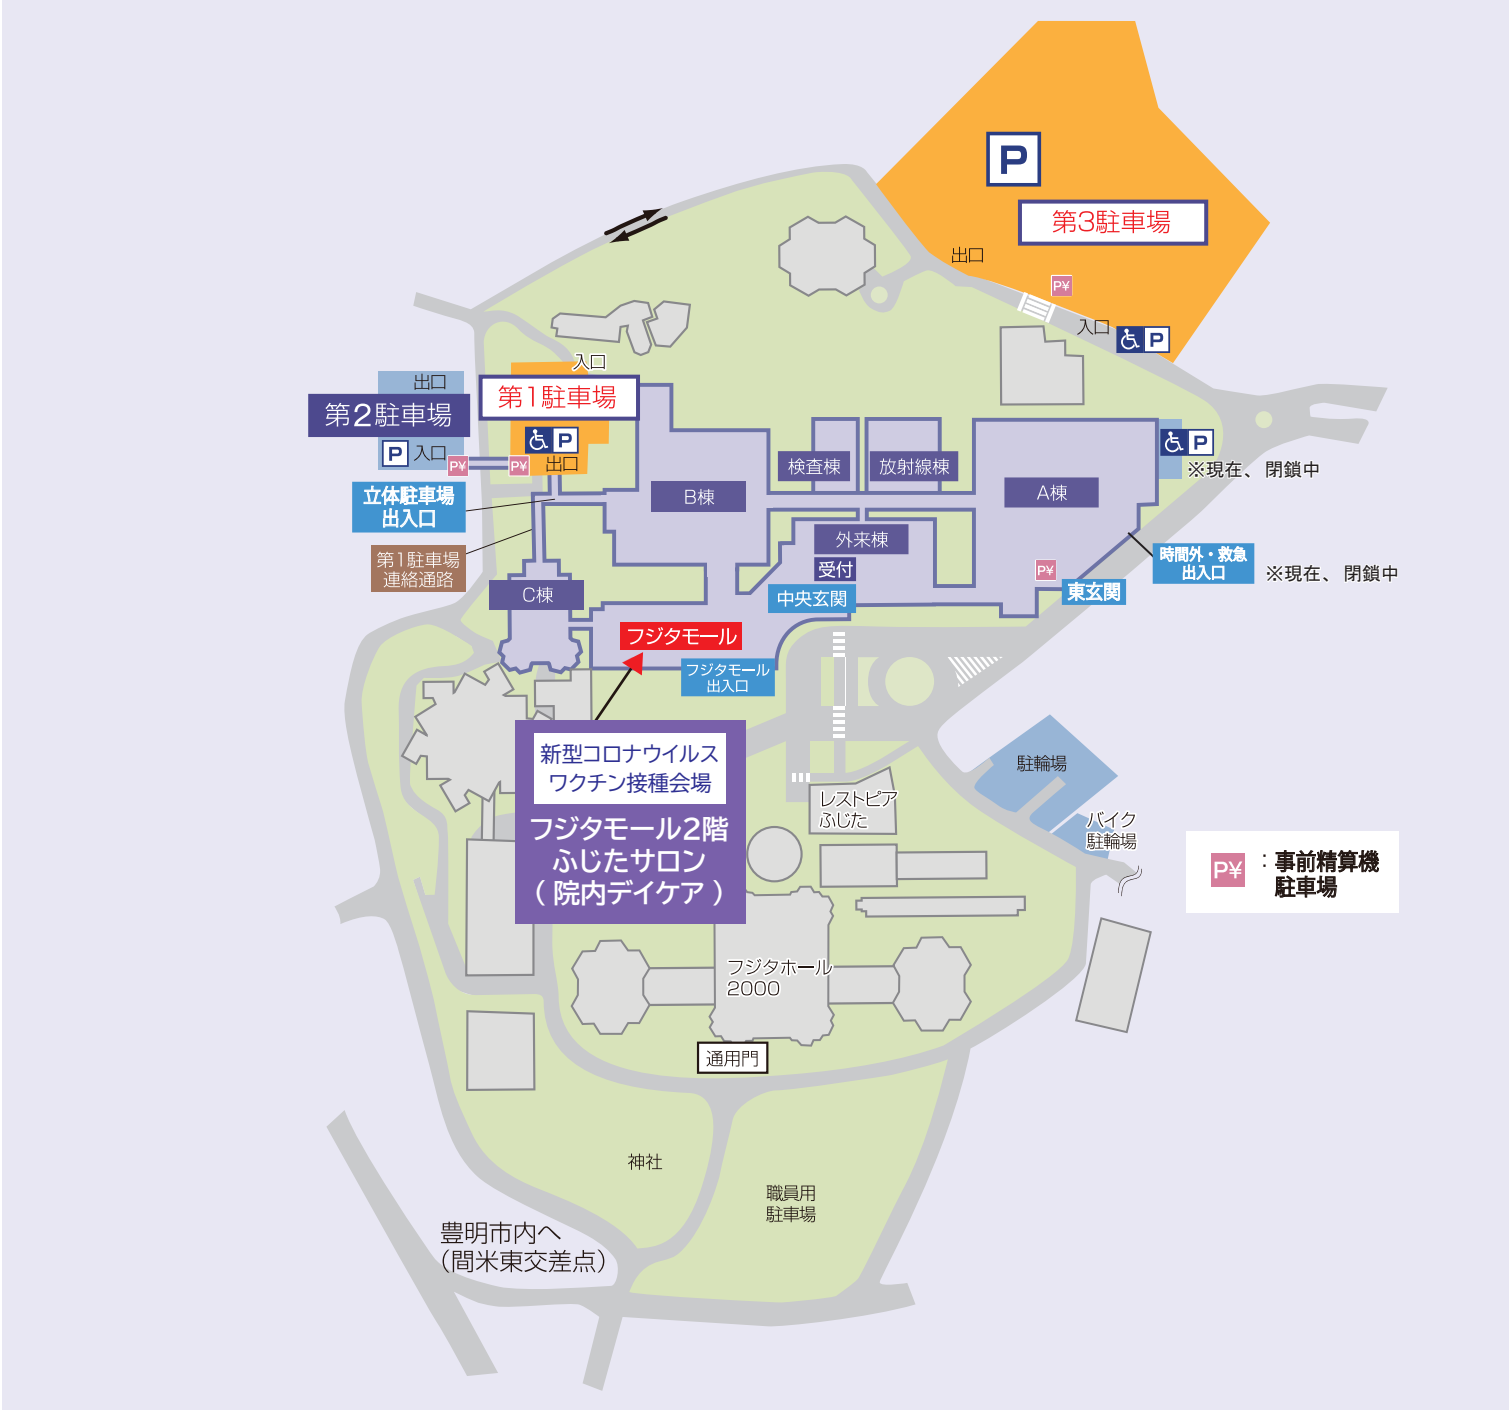 P
第3駐車場
出口
P¥
入口
P
入口
出口
第1駐車場
第2駐車場
P
出口
P
入口
P¥
P¥
P
※現在、閉鎖中
検査棟
放射線棟
A棟
B棟
立体駐車場
出入口
第1駐車場
連絡通路
外来棟
受付
中央玄関
P¥
東玄関
時間外・救急
出入口
※現在、閉鎖中
C棟
フジタモール
フジタモール
出入口
新型コロナウイルス
ワクチン接種会場
フジタモール2階
ふじたサロン
（院内デイケア）
レストピア
ふじた
駐輪場
バイク
駐輪場
P¥
：事前精算機
駐車場
フジタホール
2000
通用門
神社
職員用
駐車場
豊明市内へ
（間米東交差点）